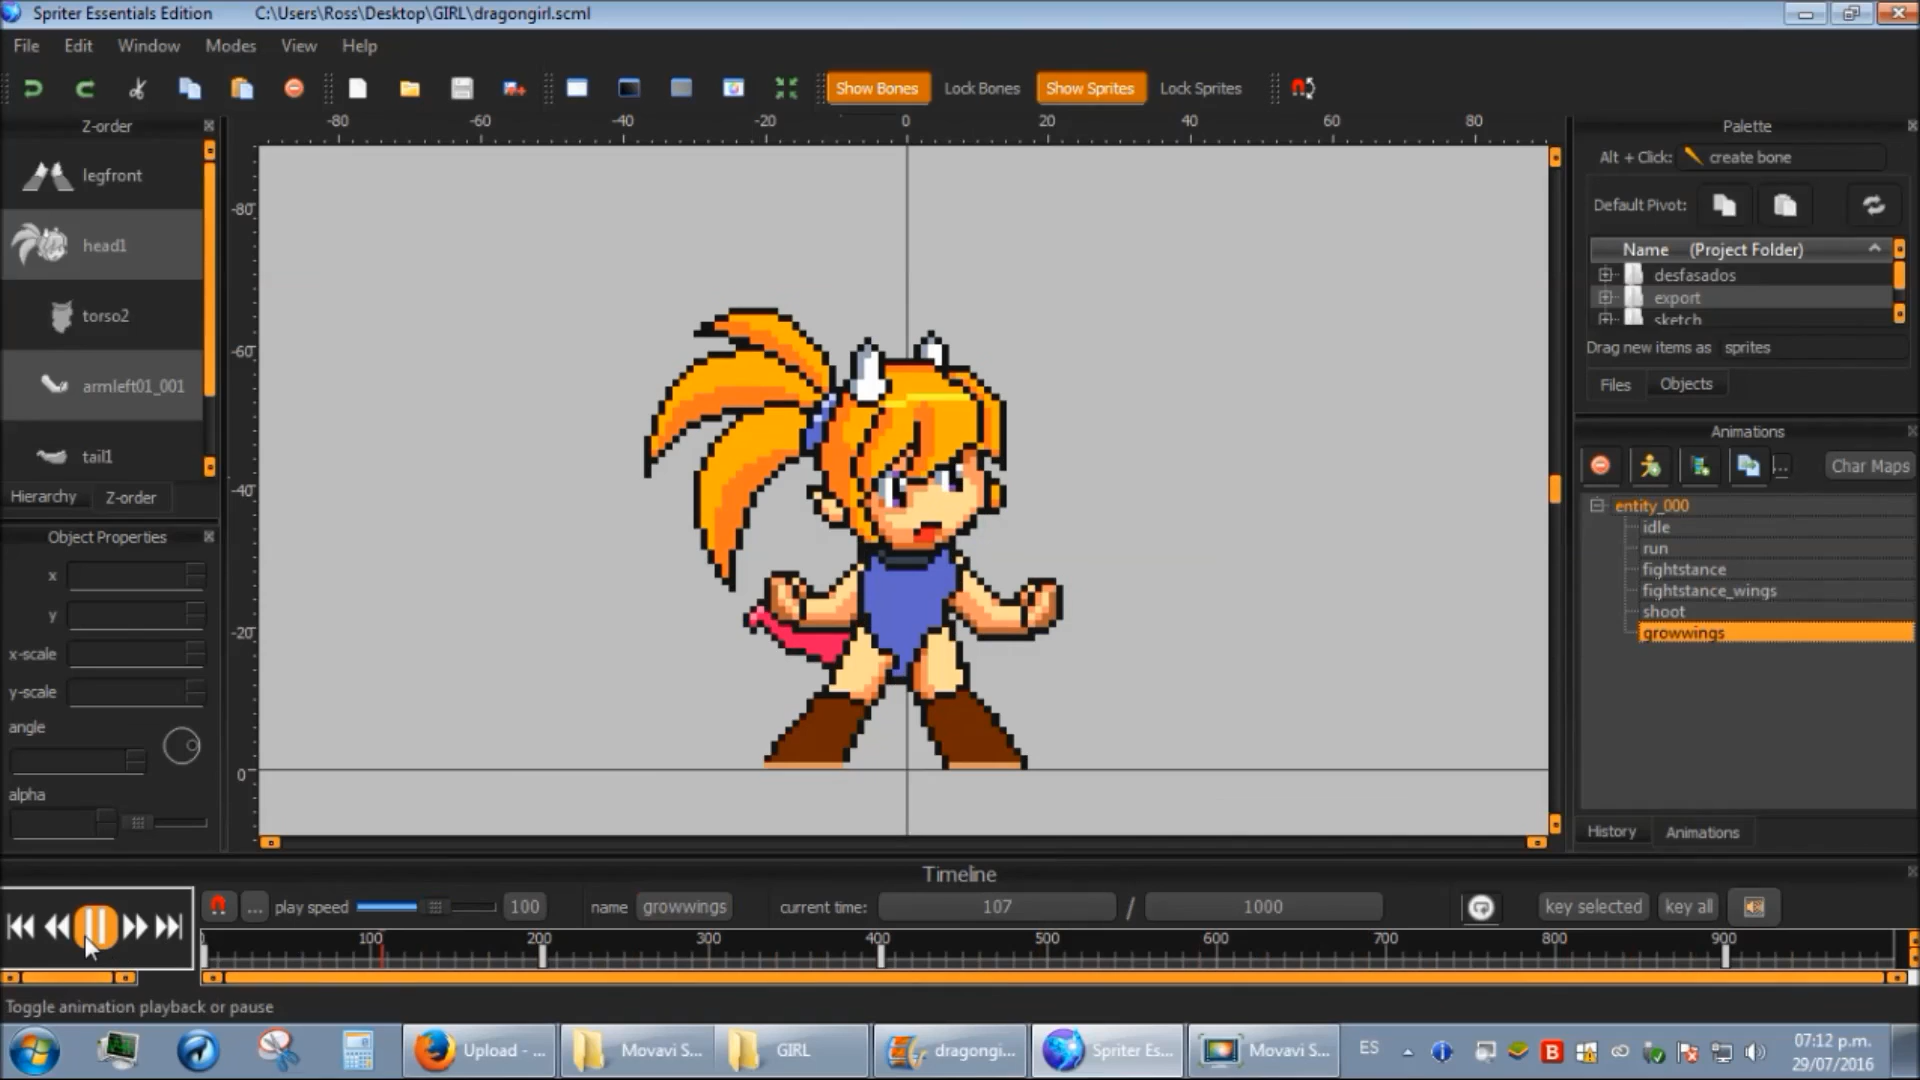 Spriter Essentials Edition C:\Users\Ross\Desktop\GIRL\dragongirl.scml
File Edit Window Modes View Help
Show Bones Lock Bones Show Sprites Lock Sprites
Z-order
legfront
head1
torso2
armleft01_001
tail1
Hierarchy Z-order
Object Properties
x
y
x-scale
y-scale
angle
alpha
-80 -60 -40 -20 0 20 40 60 80
-80
-60
-40
-20
0
Palette
Alt + Click: create bone
Default Pivot:
Name (Project Folder)
desfasados
export
sketch
Drag new items as sprites
Files Objects
Animations
... Char Maps
entity_000
idle
run
fightstance
fightstance_wings
shoot
growwings
History Animations
Timeline
... play speed 100 name growwings current time: 107 / 1000 key selected key all
100 200 300 400 500 600 700 800 900
Toggle animation playback or pause
Upload - ... Movavi S... GIRL dragongi... Spriter Es... Movavi S... ES 07:12 p.m.
29/07/2016